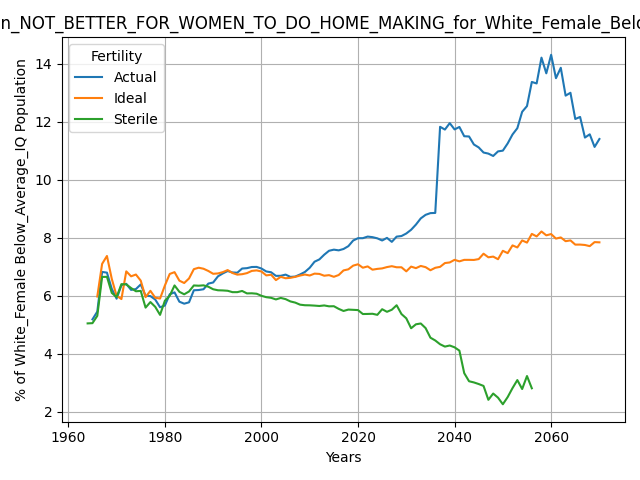 n_NOT_BETTER_FOR_WOMEN_TO_DO_HOME_MAKING_for_White_Female_Belo
Fertility
Actual
Ideal
Sterile
% of White_Female Below_Average_IQ Population
14
12
10
8
6
4
2
1960
1980
2000
2020
2040
2060
Years